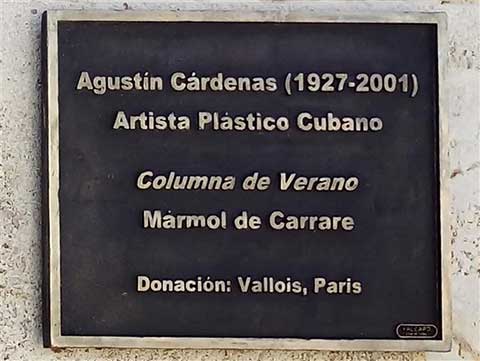 Agustín Cárdenas (1927-2001)
Artista Plástico Cubano
Columna de Verano
Mármol de Carrare
Donación: Vallois, Paris